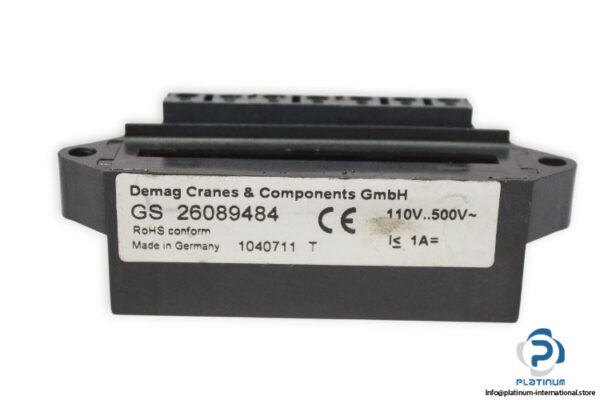 Demag Cranes & Components GmbH
GS 26089484 CE 110V..500V~
RoHS conform
Made in Germany 1040711 T I≤ 1A=
PLATINUM
Info@platinum-international.store